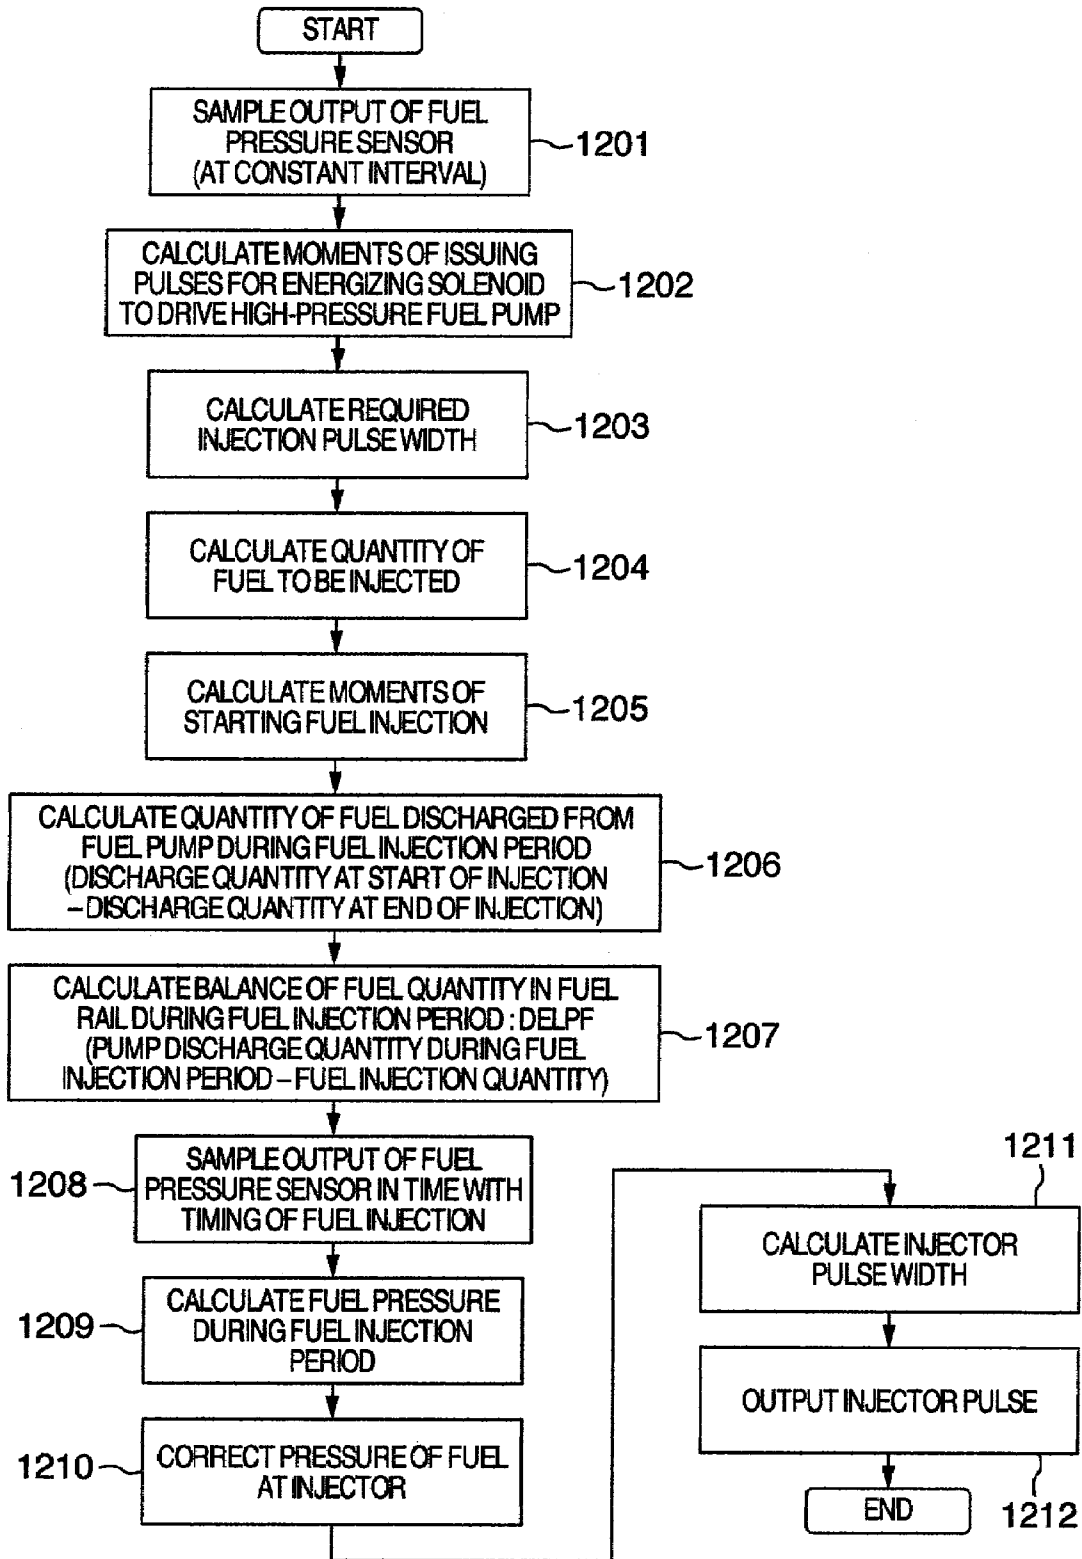 START
SAMPLE OUTPUT OF FUEL
PRESSURE SENSOR
(AT CONSTANT INTERVAL)
1201
CALCULATE MOMENTS OF ISSUING
PULSES FOR ENERGIZING SOLENOID
TO DRIVE HIGH-PRESSURE FUEL PUMP
1202
CALCULATE REQUIRED
INJECTION PULSE WIDTH
1203
CALCULATE QUANTITY OF
FUEL TO BE INJECTED
1204
CALCULATE MOMENTS OF
STARTING FUEL INJECTION
1205
CALCULATE QUANTITY OF FUEL DISCHARGED FROM
FUEL PUMP DURING FUEL INJECTION PERIOD
(DISCHARGE QUANTITY AT START OF INJECTION
–DISCHARGE QUANTITY AT END OF INJECTION)
1206
CALCULATE BALANCE OF FUEL QUANTITY IN FUEL
RAIL DURING FUEL INJECTION PERIOD : DELPF
(PUMP DISCHARGE QUANTITY DURING FUEL
INJECTION PERIOD – FUEL INJECTION QUANTITY)
1207
SAMPLE OUTPUT OF FUEL
PRESSURE SENSOR IN TIME WITH
TIMING OF FUEL INJECTION
1208
CALCULATE FUEL PRESSURE
DURING FUEL INJECTION
PERIOD
1209
CORRECT PRESSURE OF FUEL
AT INJECTOR
1210
1211
CALCULATE INJECTOR
PULSE WIDTH
OUTPUT INJECTOR PULSE
1212
END